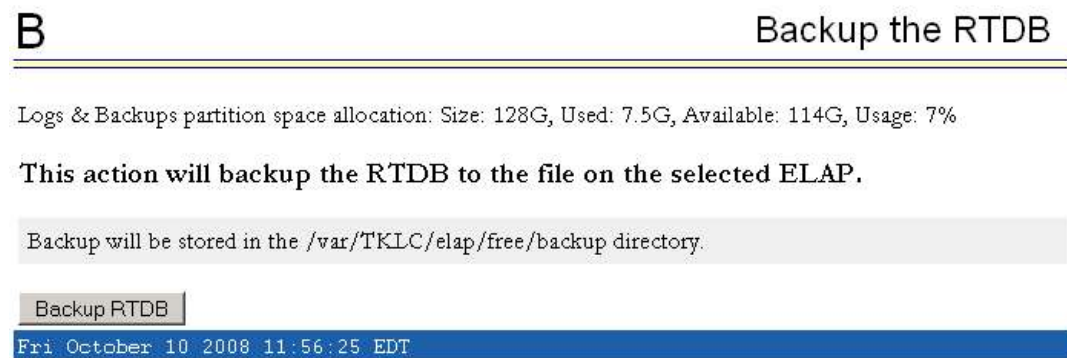 B Backup the RTDB
Logs & Backups partition space allocation: Size: 128G, Used: 7.5G, Available: 114G, Usage: 7%
This action will backup the RTDB to the file on the selected ELAP.
Backup will be stored in the /var/TKLC/elap/free/backup directory.
Backup RTDB
Fri October 10 2008 11:56:25 EDT